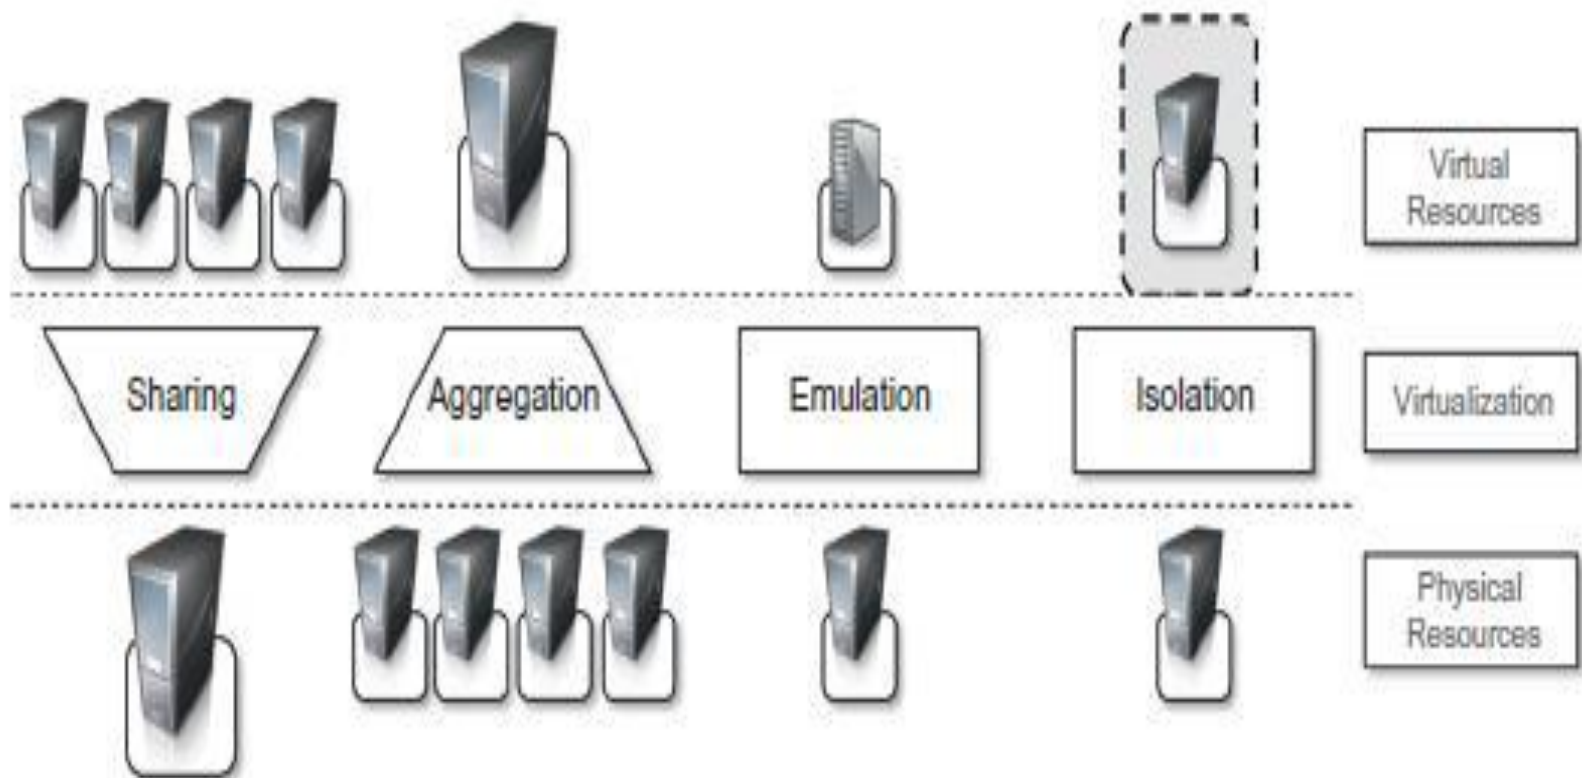 Virtual
Resources
Sharing
Aggregation
Emulation
Isolation
Virtualization
Physical
Resources